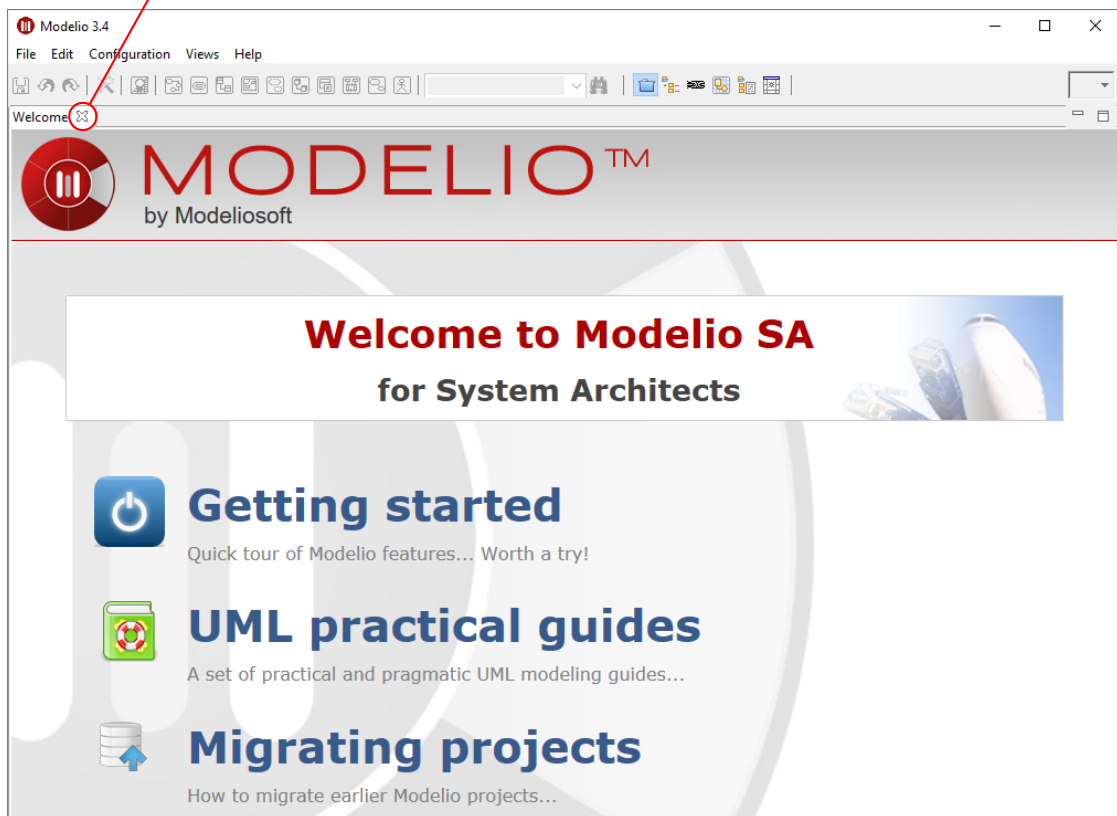 Modelio 3.4
File Edit Configuration Views Help
Welcome
MODELIO™
by Modeliosoft
Welcome to Modelio SA
for System Architects
Getting started
Quick tour of Modelio features... Worth a try!
UML practical guides
A set of practical and pragmatic UML modeling guides...
Migrating projects
How to migrate earlier Modelio projects...